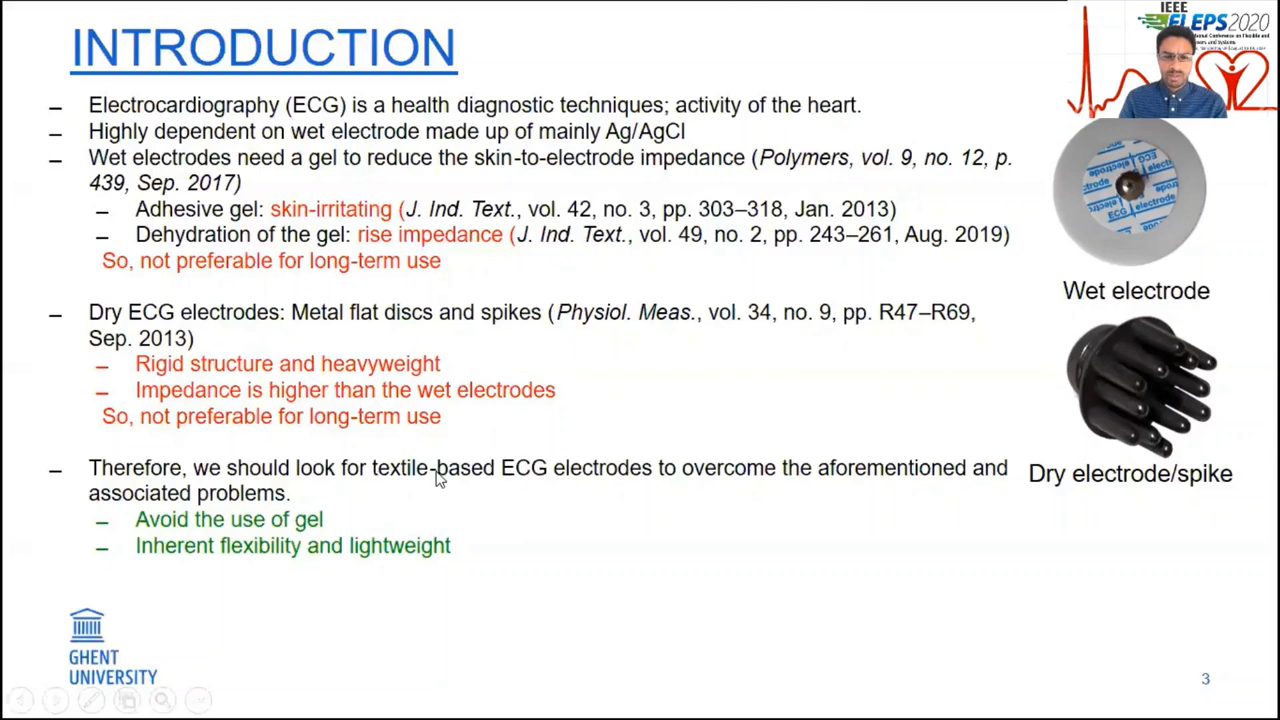 INTRODUCTION
IEEE
FLEPS 2020
– Electrocardiography (ECG) is a health diagnostic techniques; activity of the heart.
– Highly dependent on wet electrode made up of mainly Ag/AgCl
– Wet electrodes need a gel to reduce the skin-to-electrode impedance (Polymers, vol. 9, no. 12, p.
439, Sep. 2017)
– Adhesive gel: skin-irritating (J. Ind. Text., vol. 42, no. 3, pp. 303–318, Jan. 2013)
– Dehydration of the gel: rise impedance (J. Ind. Text., vol. 49, no. 2, pp. 243–261, Aug. 2019)
So, not preferable for long-term use
– Dry ECG electrodes: Metal flat discs and spikes (Physiol. Meas., vol. 34, no. 9, pp. R47–R69,
Sep. 2013)
– Rigid structure and heavyweight
– Impedance is higher than the wet electrodes
So, not preferable for long-term use
– Therefore, we should look for textile-based ECG electrodes to overcome the aforementioned and
associated problems.
– Avoid the use of gel
– Inherent flexibility and lightweight
ECG electrode
Wet electrode
Dry electrode/spike
GHENT
UNIVERSITY
3